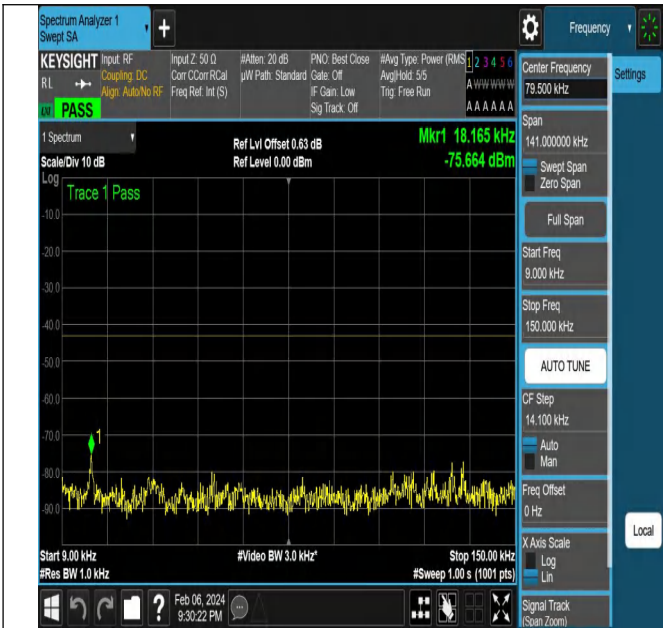 Spectrum Analyzer 1
Swept SA
Frequency
KEYSIGHT
Input: RF
Coupling: DC
Align: Auto/No RF
Input Z: 50 Ω
Corr CCorr RCal
Freq Ref: Int (S)
#Atten: 20 dB
µW Path: Standard
PNO: Best Close
Gate: Off
IF Gain: Low
Sig Track: Off
#Avg Type: Power (RMS
Avg|Hold: 5/5
Trig: Free Run
1 2 3 4 5 6
A W W W W W
A A A A A A
R L
LXI
PASS
1 Spectrum
Scale/Div 10 dB
Log
Ref Lvl Offset 0.63 dB
Ref Level 0.00 dBm
Mkr1 18.165 kHz
-75.664 dBm
Trace 1 Pass
-10.0
-20.0
-30.0
-40.0
-50.0
-60.0
-70.0
-80.0
-90.0
1
Start 9.00 kHz
#Res BW 1.0 kHz
#Video BW 3.0 kHz*
Stop 150.00 kHz
#Sweep 1.00 s (1001 pts)
Feb 06, 2024
9:30:22 PM
?
Center Frequency
79.500 kHz
Settings
Span
141.000000 kHz
Swept Span
Zero Span
Full Span
Start Freq
9.000 kHz
Stop Freq
150.000 kHz
AUTO TUNE
CF Step
14.100 kHz
Auto
Man
Freq Offset
0 Hz
X Axis Scale
Log
Lin
Local
Signal Track
(Span Zoom)